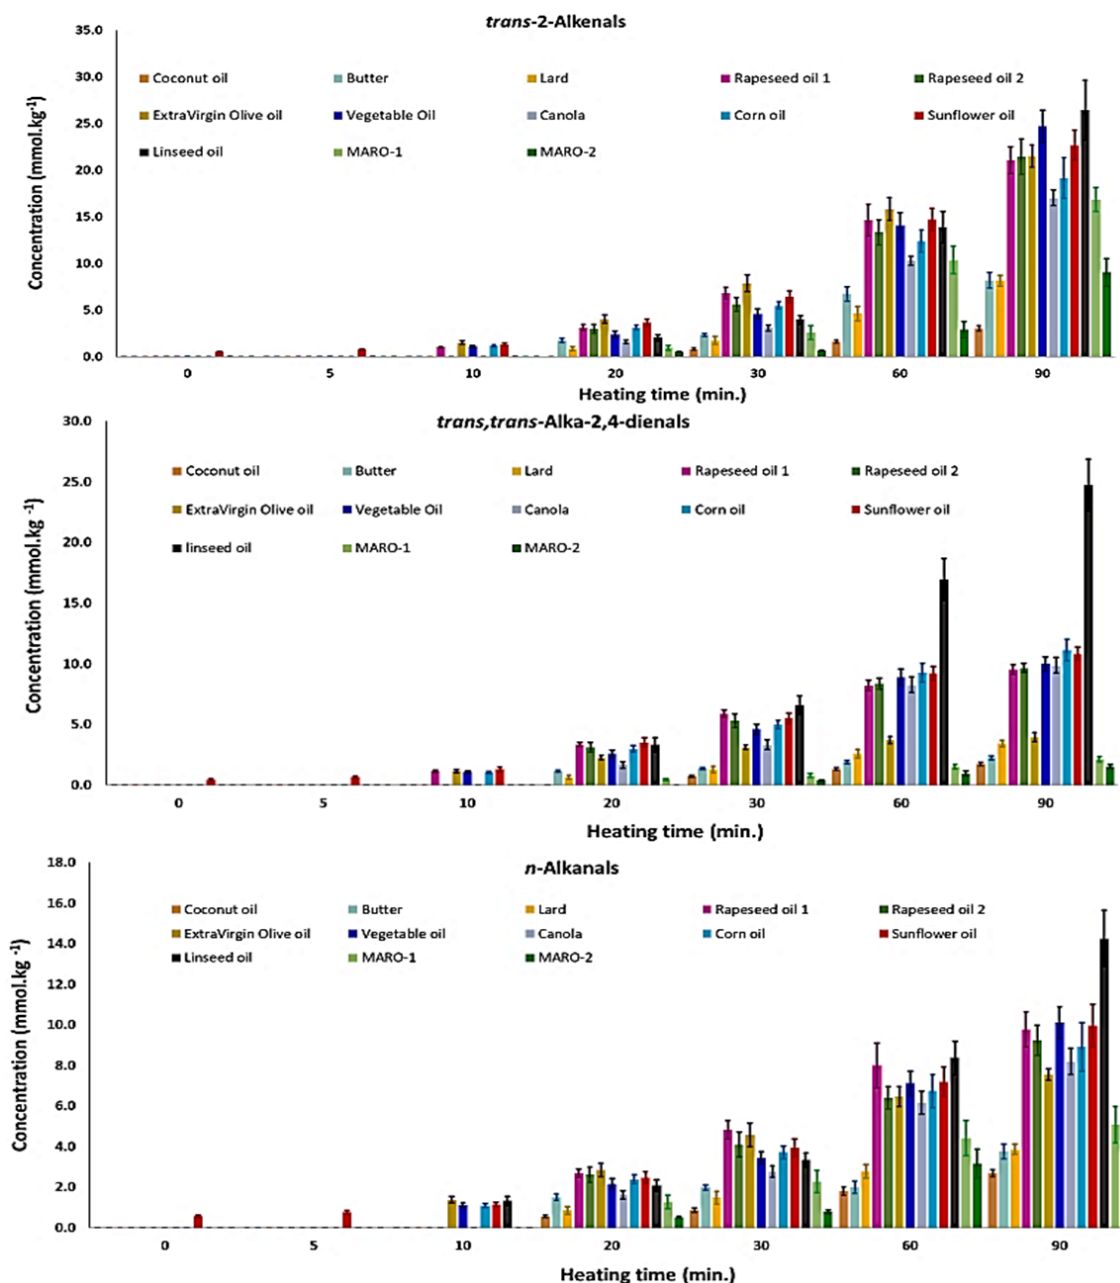 trans-2-Alkenals
35.0
30.0
25.0
20.0
15.0
10.0
5.0
0.0
Concentration (mmol.kg-1)
Coconut oil Butter Lard Rapeseed oil 1 Rapeseed oil 2
ExtraVirgin Olive oil Vegetable Oil Canola Corn oil Sunflower oil
Linseed oil MARO-1 MARO-2
0 5 10 20 30 60 90
Heating time (min.)
trans,trans-Alka-2,4-dienals
30.0
25.0
20.0
15.0
10.0
5.0
0.0
Concentration (mmol.kg -1)
Coconut oil Butter Lard Rapeseed oil 1 Rapeseed oil 2
ExtraVirgin Olive oil Vegetable Oil Canola Corn oil Sunflower oil
linseed oil MARO-1 MARO-2
0 5 10 20 30 60 90
Heating time (min.)
n-Alkanals
18.0
16.0
14.0
12.0
10.0
8.0
6.0
4.0
2.0
0.0
Concentration (mmol.kg -1)
Coconut oil Butter Lard Rapeseed oil 1 Rapeseed oil 2
ExtraVirgin Olive oil Vegetable oil Canola Corn oil Sunflower oil
Linseed oil MARO-1 MARO-2
0 5 10 20 30 60 90
Heating time (min.)